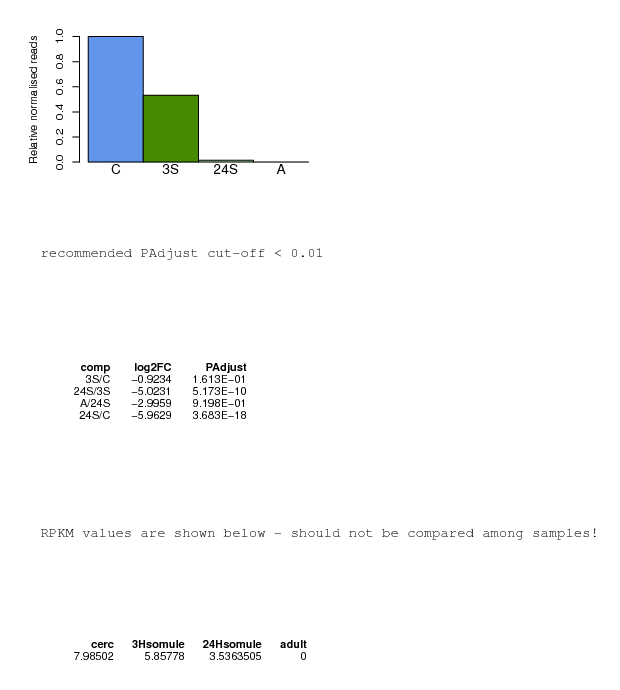 Relative normalised reads
1.0
0.8
0.6
0.4
0.2
0.0
C 3S 24S A
recommended PAdjust cut-off < 0.01
comp log2FC PAdjust
3S/C −0.9234 1.613E−01
24S/3S −5.0231 5.173E−10
A/24S −2.9959 9.198E−01
24S/C −5.9629 3.683E−18
RPKM values are shown below - should not be compared among samples!
cerc 3Hsomule 24Hsomule adult
7.98502 5.85778 3.5363505 0